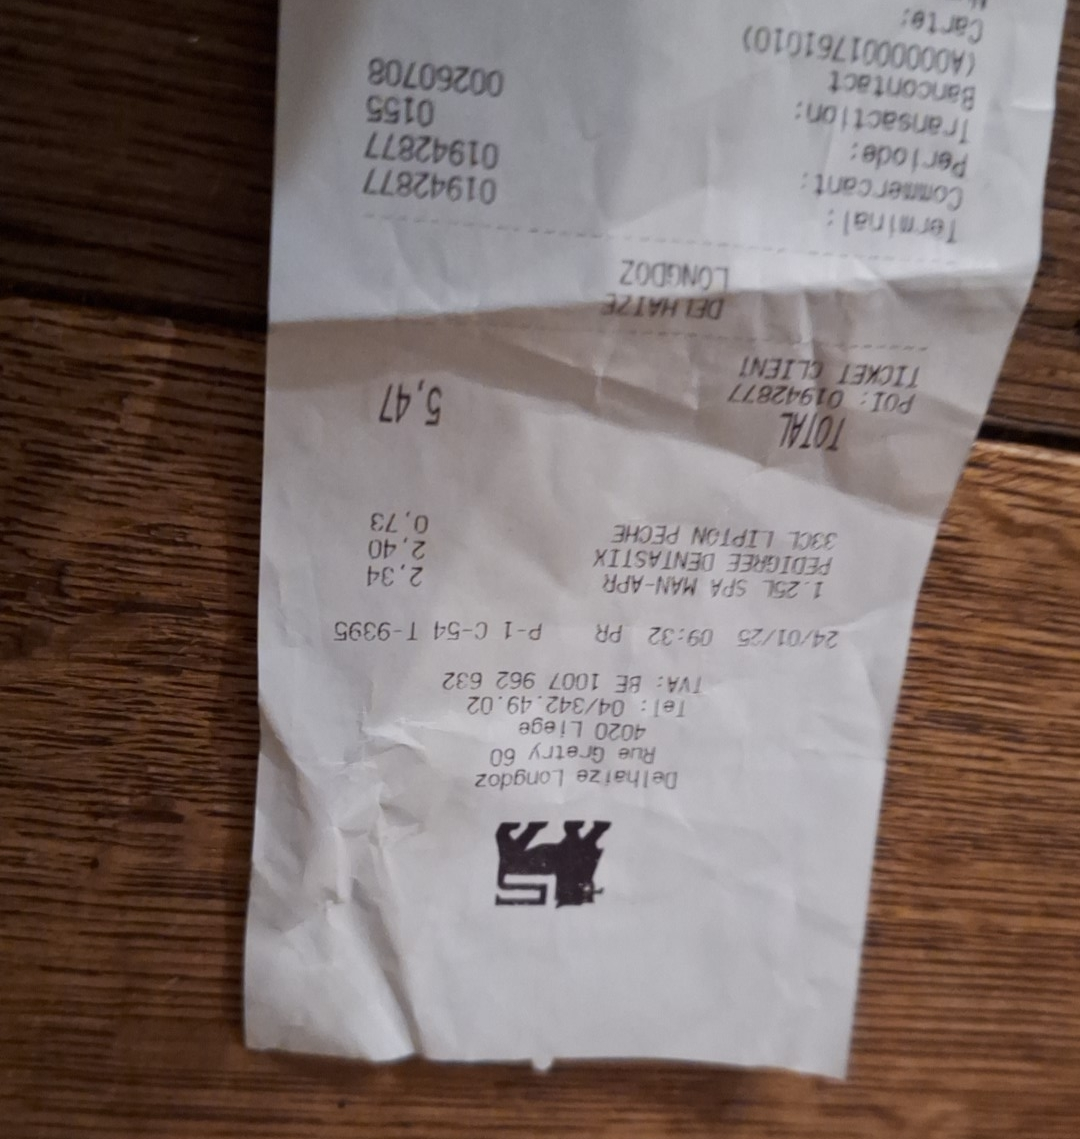 Delhaize Longdoz
Rue Gretry 60
4020 Liege
Tel: 04/342.49.02
TVA: BE 1007 962 632
24/01/25 09:32 PR P-1 C-54 T-9395
1.25L SPA MAN-APR 2,34
PEDIGREE DENTASTIX 2,40
33CL LIPTON PECHE 0,73
TOTAL 5,47
POI: 01942877
TICKET CLIENT
DELHAIZE
LONGDOZ
Terminal: 01942877
Commercant: 01942877
Periode: 0155
Transaction: 00260708
Bancontact
(A0000001761010)
Carte: